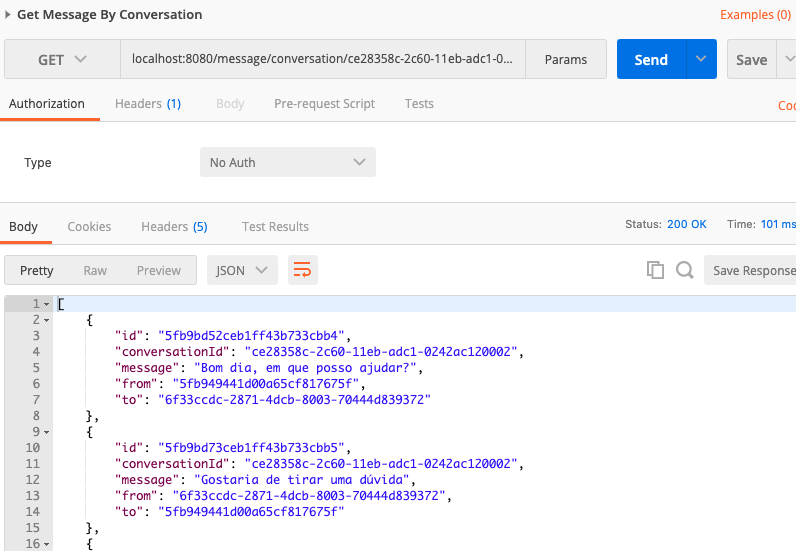 Get Message By Conversation
Examples (0)
GET
localhost:8080/message/conversation/ce28358c-2c60-11eb-adc1-0...
Params
Send
Save
Authorization
Headers (1)
Body
Pre-request Script
Tests
Type
No Auth
Body
Cookies
Headers (5)
Test Results
Status: 200 OK
Time: 101 ms
Pretty
Raw
Preview
JSON
Save Response
1 [
2 {
3 "id": "5fb9bd52ceb1ff43b733cbb4",
4 "conversationId": "ce28358c-2c60-11eb-adc1-0242ac120002",
5 "message": "Bom dia, em que posso ajudar?",
6 "from": "5fb949441d00a65cf817675f",
7 "to": "6f33ccdc-2871-4dcb-8003-70444d839372"
8 },
9 {
10 "id": "5fb9bd73ceb1ff43b733cbb5",
11 "conversationId": "ce28358c-2c60-11eb-adc1-0242ac120002",
12 "message": "Gostaria de tirar uma dúvida",
13 "from": "6f33ccdc-2871-4dcb-8003-70444d839372",
14 "to": "5fb949441d00a65cf817675f"
15 },
16 {